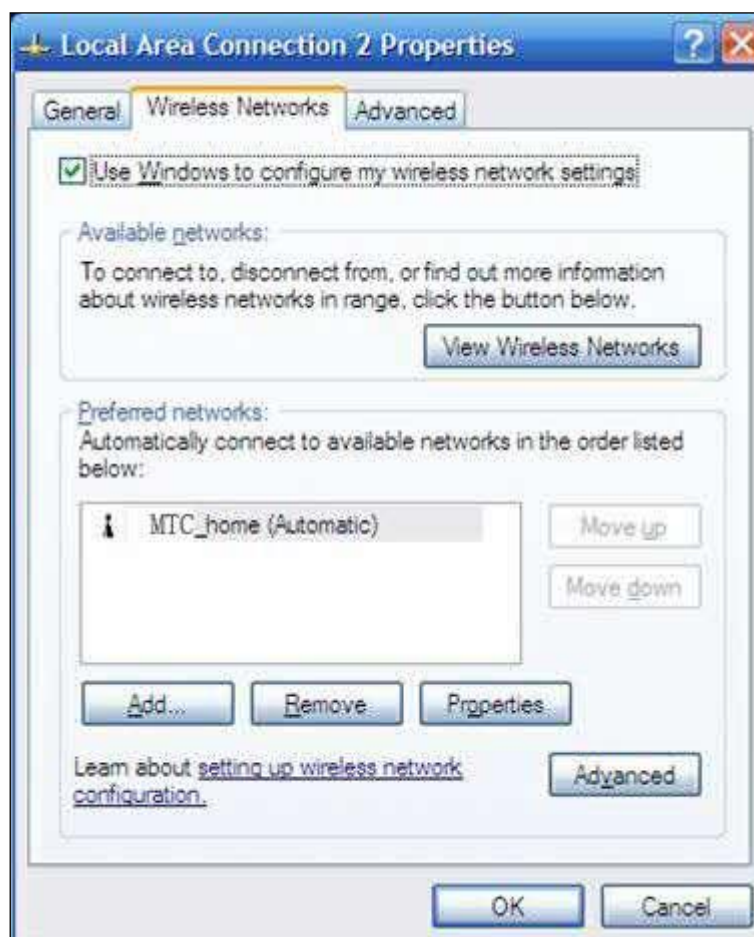 Local Area Connection 2 Properties
General Wireless Networks Advanced
Use Windows to configure my wireless network settings
Available networks:
To connect to, disconnect from, or find out more information
about wireless networks in range, click the button below.
View Wireless Networks
Preferred networks:
Automatically connect to available networks in the order listed
below:
MTC_home (Automatic)
Move up
Move down
Add... Remove Properties
Learn about setting up wireless network
configuration.
Advanced
OK Cancel